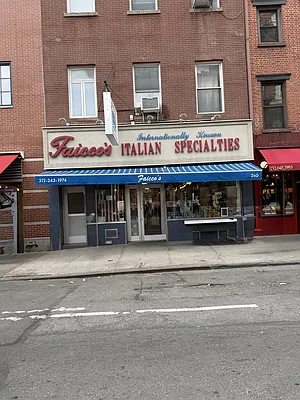 Internationally Known
Faicco's ITALIAN SPECIALTIES
212-243-1974 Faicco's 260